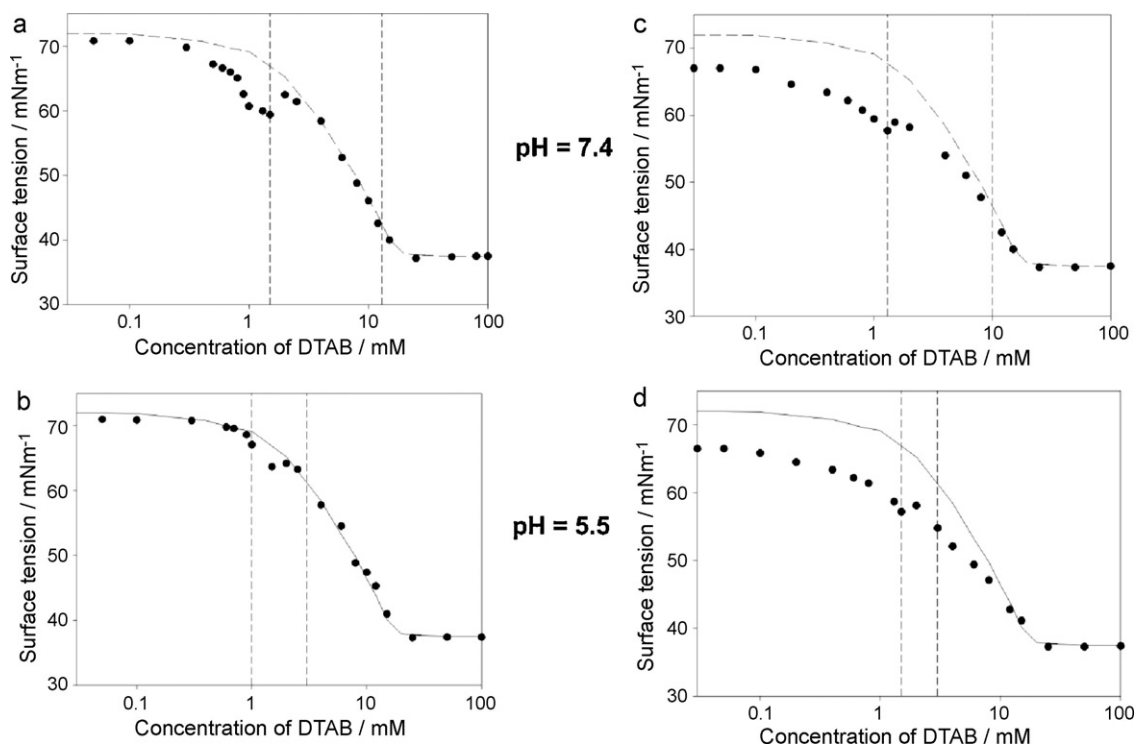 a
70
60
50
40
30
0.1
1
10
100
Surface tension / mNm-1
Concentration of DTAB / mM
c
70
60
50
40
30
0.1
1
10
100
Surface tension / mNm-1
Concentration of DTAB / mM
pH = 7.4
b
70
60
50
40
30
0.1
1
10
100
Surface tension / mNm-1
Concentration of DTAB / mM
d
70
60
50
40
30
0.1
1
10
100
Surface tension / mNm-1
Concentration of DTAB / mM
pH = 5.5